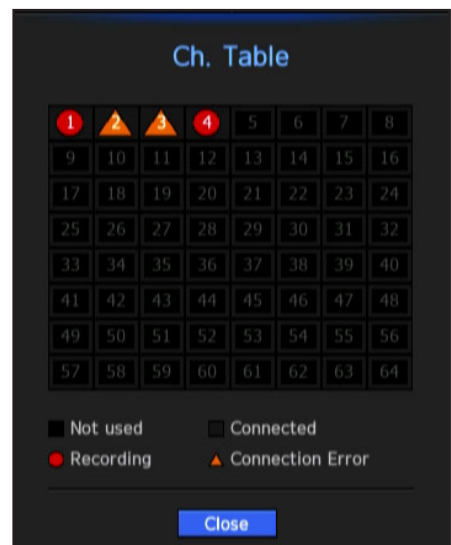 Ch. Table
1 2 3 4 5 6 7 8
9 10 11 12 13 14 15 16
17 18 19 20 21 22 23 24
25 26 27 28 29 30 31 32
33 34 35 36 37 38 39 40
41 42 43 44 45 46 47 48
49 50 51 52 53 54 55 56
57 58 59 60 61 62 63 64
Not used Connected
Recording Connection Error
Close